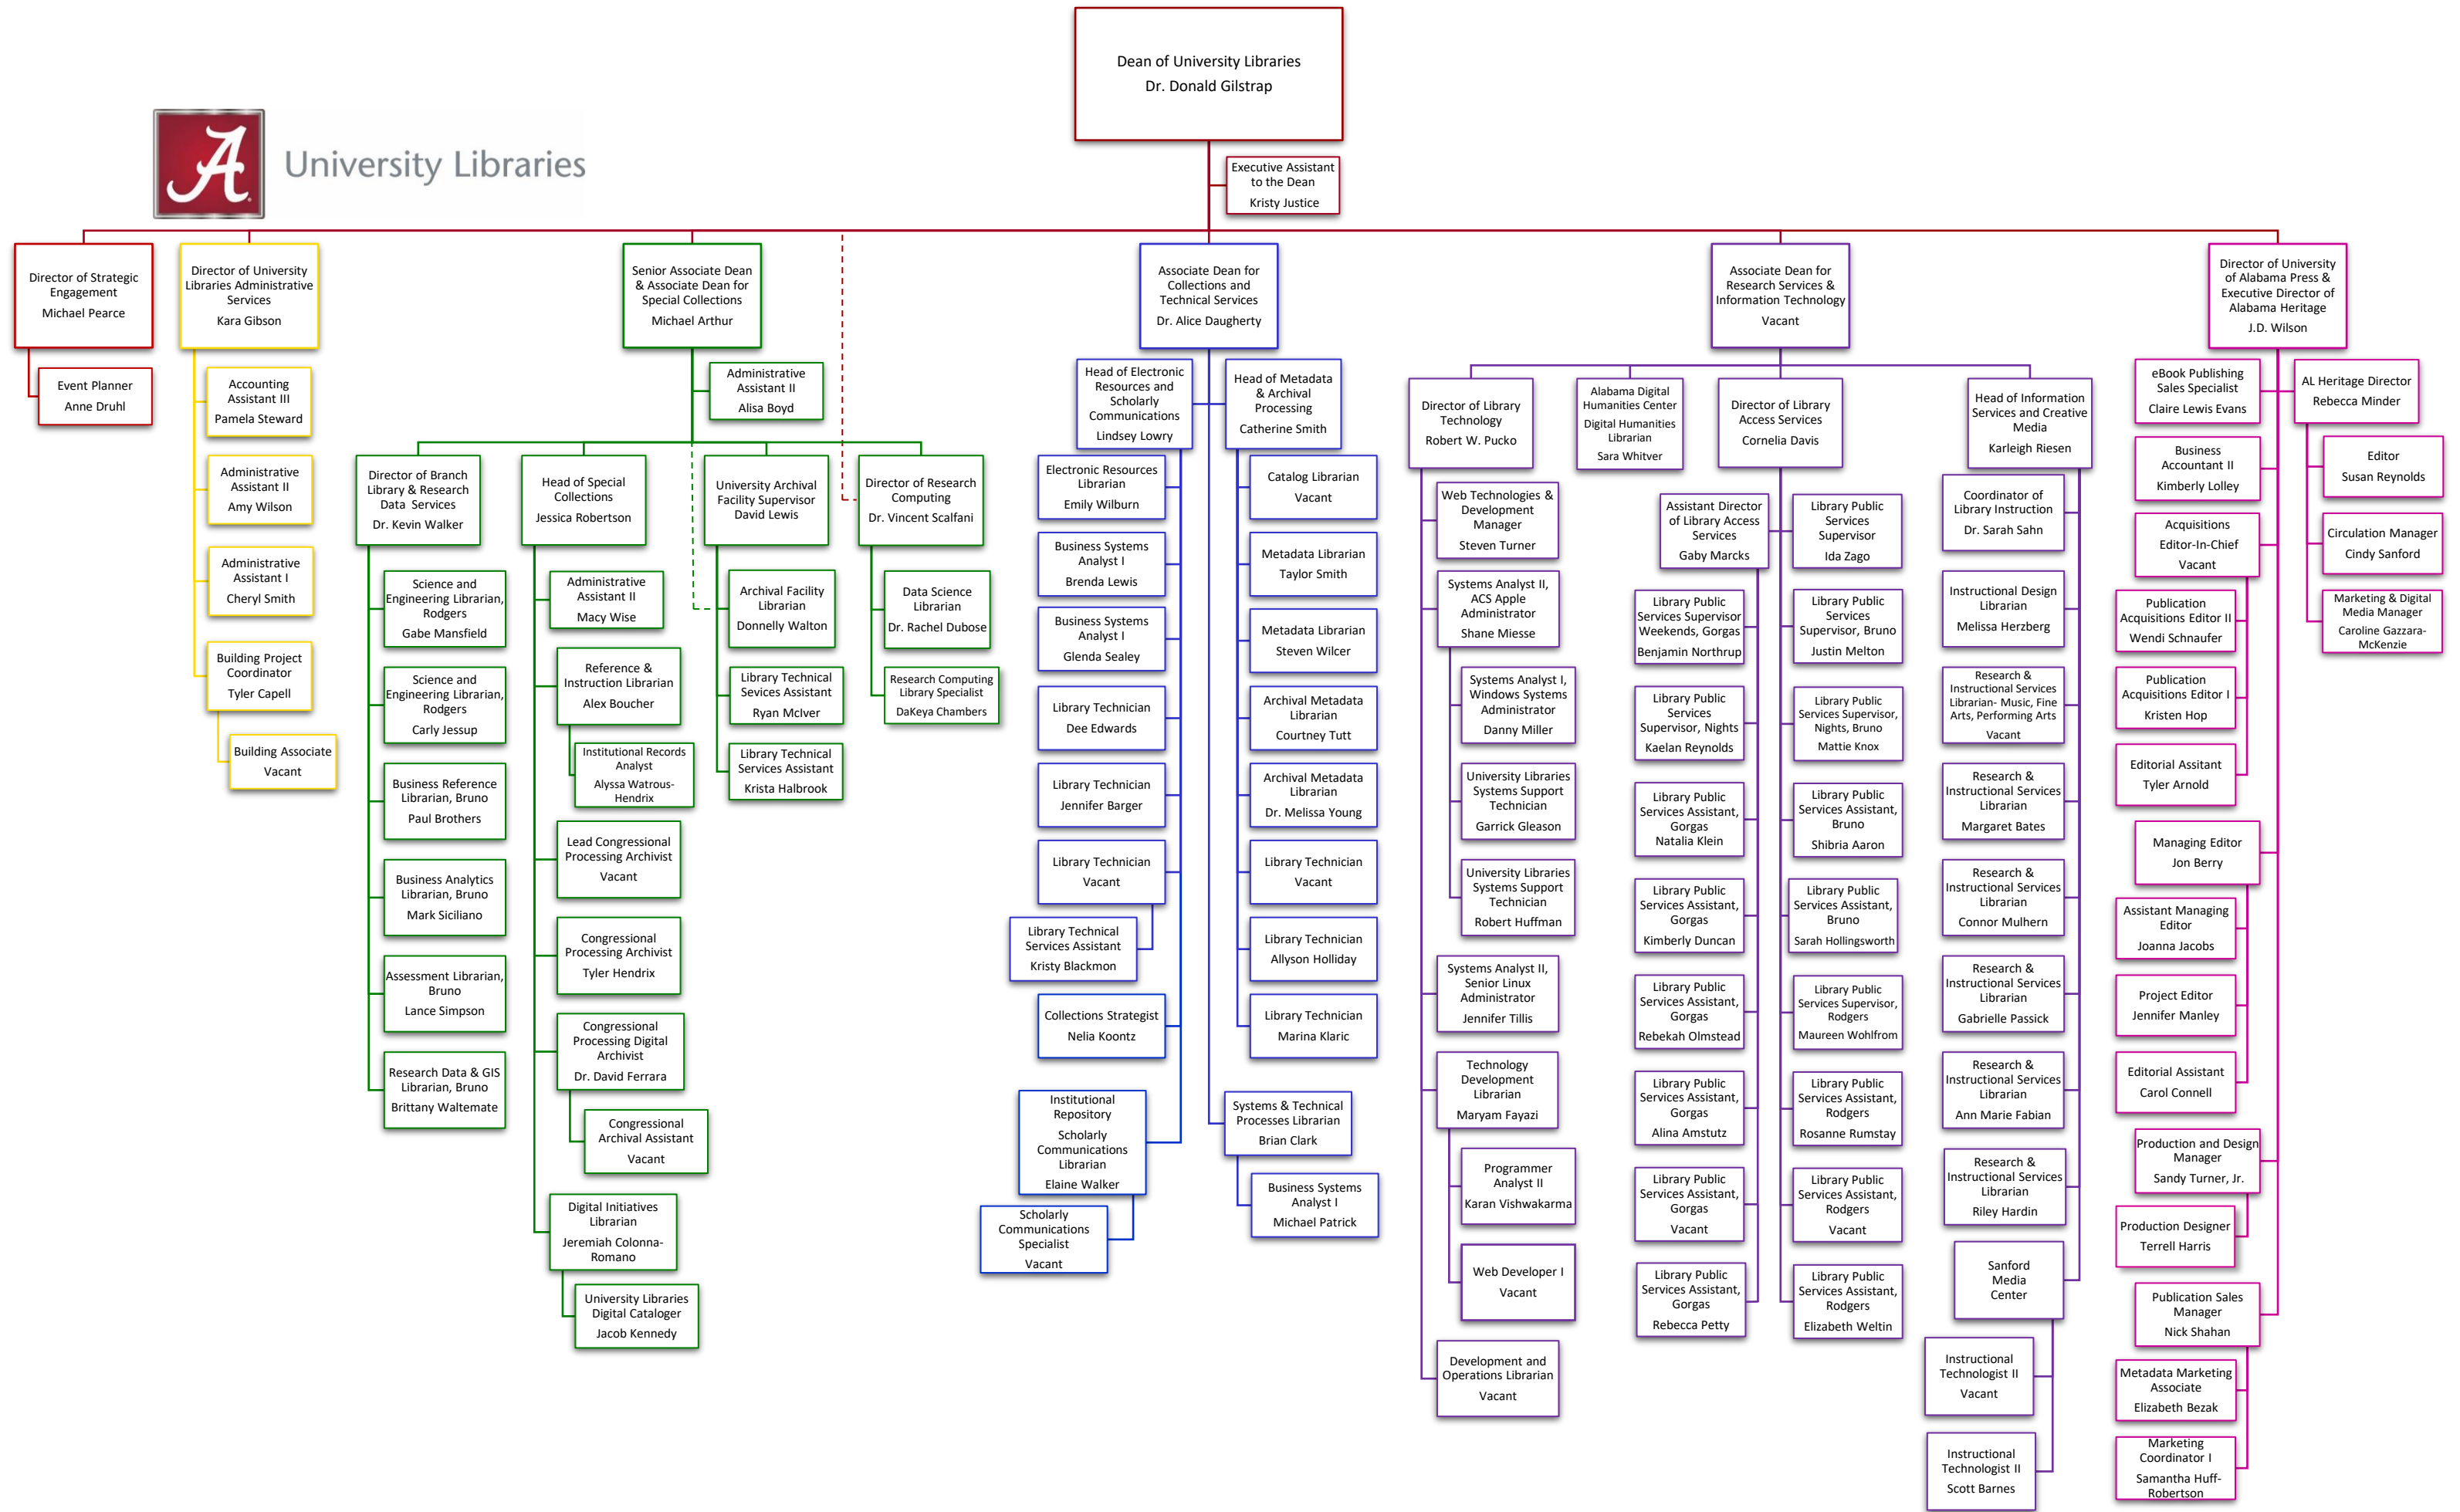 Dean of University Libraries
Dr. Donald Gilstrap
A
University Libraries
Executive Assistant
to the Dean
Kristy Justice
Director of Strategic
Engagement
Michael Pearce
Event Planner
Anne Druhl
Director of University
Libraries Administrative
Services
Kara Gibson
Accounting
Assistant III
Pamela Steward
Administrative
Assistant II
Amy Wilson
Administrative
Assistant I
Cheryl Smith
Building Project
Coordinator
Tyler Capell
Building Associate
Vacant
Senior Associate Dean
& Associate Dean for
Special Collections
Michael Arthur
Administrative
Assistant II
Alisa Boyd
Director of Branch
Library & Research
Data Services
Dr. Kevin Walker
Science and
Engineering Librarian,
Rodgers
Gabe Mansfield
Science and
Engineering Librarian,
Rodgers
Carly Jessup
Business Reference
Librarian, Bruno
Paul Brothers
Business Analytics
Librarian, Bruno
Mark Siciliano
Assessment Librarian,
Bruno
Lance Simpson
Research Data & GIS
Librarian, Bruno
Brittany Waltemate
Head of Special
Collections
Jessica Robertson
Administrative
Assistant II
Macy Wise
Reference &
Instruction Librarian
Alex Boucher
Institutional Records
Analyst
Alyssa Watrous-
Hendrix
Lead Congressional
Processing Archivist
Vacant
Congressional
Processing Archivist
Tyler Hendrix
Congressional
Processing Digital
Archivist
Dr. David Ferrara
Congressional
Archival Assistant
Vacant
Digital Initiatives
Librarian
Jeremiah Colonna-
Romano
University Libraries
Digital Cataloger
Jacob Kennedy
University Archival
Facility Supervisor
David Lewis
Archival Facility
Librarian
Donnelly Walton
Library Technical
Sevices Assistant
Ryan McIver
Library Technical
Services Assistant
Krista Halbrook
Director of Research
Computing
Dr. Vincent Scalfani
Data Science
Librarian
Dr. Rachel Dubose
Research Computing
Library Specialist
DaKeya Chambers
Associate Dean for
Collections and
Technical Services
Dr. Alice Daugherty
Head of Electronic
Resources and
Scholarly
Communications
Lindsey Lowry
Electronic Resources
Librarian
Emily Wilburn
Business Systems
Analyst I
Brenda Lewis
Business Systems
Analyst I
Glenda Sealey
Library Technician
Dee Edwards
Library Technician
Jennifer Barger
Library Technician
Vacant
Library Technical
Services Assistant
Kristy Blackmon
Collections Strategist
Nelia Koontz
Institutional
Repository
Scholarly
Communications
Librarian
Elaine Walker
Scholarly
Communications
Specialist
Vacant
Head of Metadata
& Archival
Processing
Catherine Smith
Catalog Librarian
Vacant
Metadata Librarian
Taylor Smith
Metadata Librarian
Steven Wilcer
Archival Metadata
Librarian
Courtney Tutt
Archival Metadata
Librarian
Dr. Melissa Young
Library Technician
Vacant
Library Technician
Allyson Holliday
Library Technician
Marina Klaric
Systems & Technical
Processes Librarian
Brian Clark
Business Systems
Analyst I
Michael Patrick
Associate Dean for
Research Services &
Information Technology
Vacant
Director of Library
Technology
Robert W. Pucko
Web Technologies &
Development
Manager
Steven Turner
Systems Analyst II,
ACS Apple
Administrator
Shane Miesse
Systems Analyst I,
Windows Systems
Administrator
Danny Miller
University Libraries
Systems Support
Technician
Garrick Gleason
University Libraries
Systems Support
Technician
Robert Huffman
Systems Analyst II,
Senior Linux
Administrator
Jennifer Tillis
Technology
Development
Librarian
Maryam Fayazi
Programmer
Analyst II
Karan Vishwakarma
Web Developer I
Vacant
Development and
Operations Librarian
Vacant
Alabama Digital
Humanities Center
Digital Humanities
Librarian
Sara Whitver
Director of Library
Access Services
Cornelia Davis
Assistant Director
of Library Access
Services
Gaby Marcks
Library Public
Services Supervisor
Weekends, Gorgas
Benjamin Northrup
Library Public
Services
Supervisor, Nights
Kaelan Reynolds
Library Public
Services Assistant,
Gorgas
Natalia Klein
Library Public
Services Assistant,
Gorgas
Kimberly Duncan
Library Public
Services Assistant,
Gorgas
Rebekah Olmstead
Library Public
Services Assistant,
Gorgas
Alina Amstutz
Library Public
Services Assistant,
Gorgas
Vacant
Library Public
Services Assistant,
Gorgas
Rebecca Petty
Library Public
Services
Supervisor
Ida Zago
Library Public
Services
Supervisor, Bruno
Justin Melton
Library Public
Services Supervisor,
Nights, Bruno
Mattie Knox
Library Public
Services Assistant,
Bruno
Shibria Aaron
Library Public
Services Assistant,
Bruno
Sarah Hollingsworth
Library Public
Services Supervisor,
Rodgers
Maureen Wohlfrom
Library Public
Services Assistant,
Rodgers
Rosanne Rumstay
Library Public
Services Assistant,
Rodgers
Vacant
Library Public
Services Assistant,
Rodgers
Elizabeth Weltin
Head of Information
Services and Creative
Media
Karleigh Riesen
Coordinator of
Library Instruction
Dr. Sarah Sahn
Instructional Design
Librarian
Melissa Herzberg
Research &
Instructional Services
Librarian- Music, Fine
Arts, Performing Arts
Vacant
Research &
Instructional Services
Librarian
Margaret Bates
Research &
Instructional Services
Librarian
Connor Mulhern
Research &
Instructional Services
Librarian
Gabrielle Passick
Research &
Instructional Services
Librarian
Ann Marie Fabian
Research &
Instructional Services
Librarian
Riley Hardin
Sanford
Media
Center
Instructional
Technologist II
Vacant
Instructional
Technologist II
Scott Barnes
Director of University
of Alabama Press &
Executive Director of
Alabama Heritage
J.D. Wilson
eBook Publishing
Sales Specialist
Claire Lewis Evans
Business
Accountant II
Kimberly Lolley
Acquisitions
Editor-In-Chief
Vacant
Publication
Acquisitions Editor II
Wendi Schnaufer
Publication
Acquisitions Editor I
Kristen Hop
Editorial Assitant
Tyler Arnold
Managing Editor
Jon Berry
Assistant Managing
Editor
Joanna Jacobs
Project Editor
Jennifer Manley
Editorial Assistant
Carol Connell
Production and Design
Manager
Sandy Turner, Jr.
Production Designer
Terrell Harris
Publication Sales
Manager
Nick Shahan
Metadata Marketing
Associate
Elizabeth Bezak
Marketing
Coordinator I
Samantha Huff-
Robertson
AL Heritage Director
Rebecca Minder
Editor
Susan Reynolds
Circulation Manager
Cindy Sanford
Marketing & Digital
Media Manager
Caroline Gazzara-
McKenzie